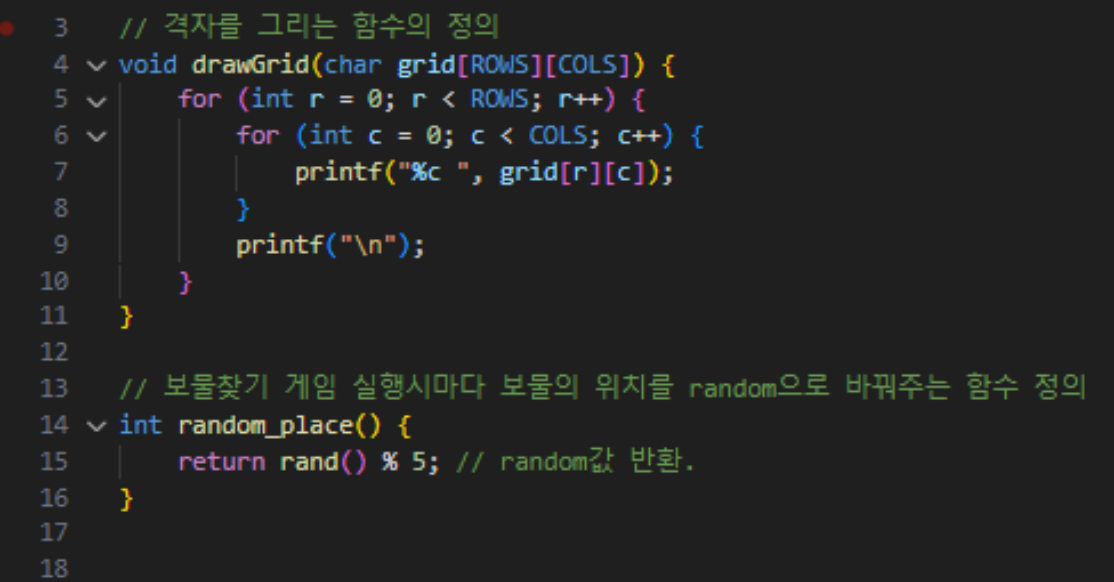 3 // 격자를 그리는 함수의 정의
4 void drawGrid(char grid[ROWS][COLS]) {
5 for (int r = 0; r < ROWS; r++) {
6 for (int c = 0; c < COLS; c++) {
7 printf("%c ", grid[r][c]);
8 }
9 printf("\n");
10 }
11 }
12
13 // 보물찾기 게임 실행시마다 보물의 위치를 random으로 바꿔주는 함수 정의
14 int random_place() {
15 return rand() % 5; // random값 반환.
16 }
17
18